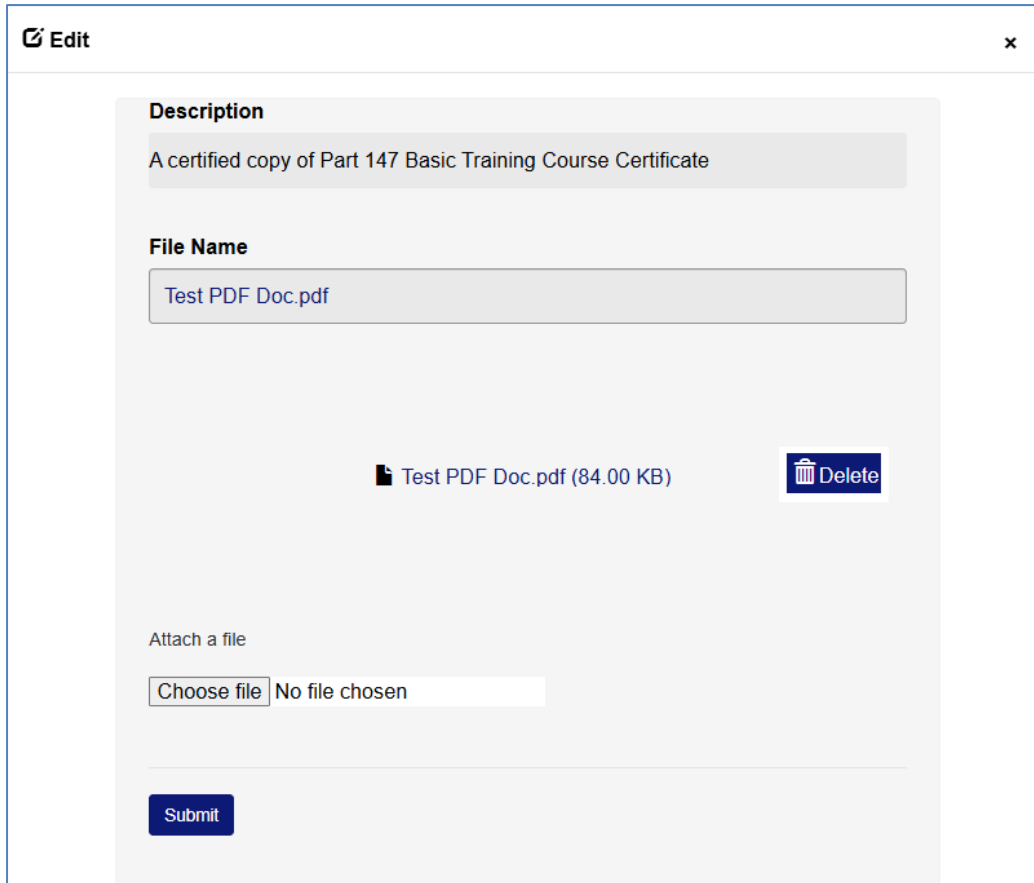 Edit
×
Description
A certified copy of Part 147 Basic Training Course Certificate
File Name
Test PDF Doc.pdf
Test PDF Doc.pdf (84.00 KB)
Delete
Attach a file
Choose file No file chosen
Submit